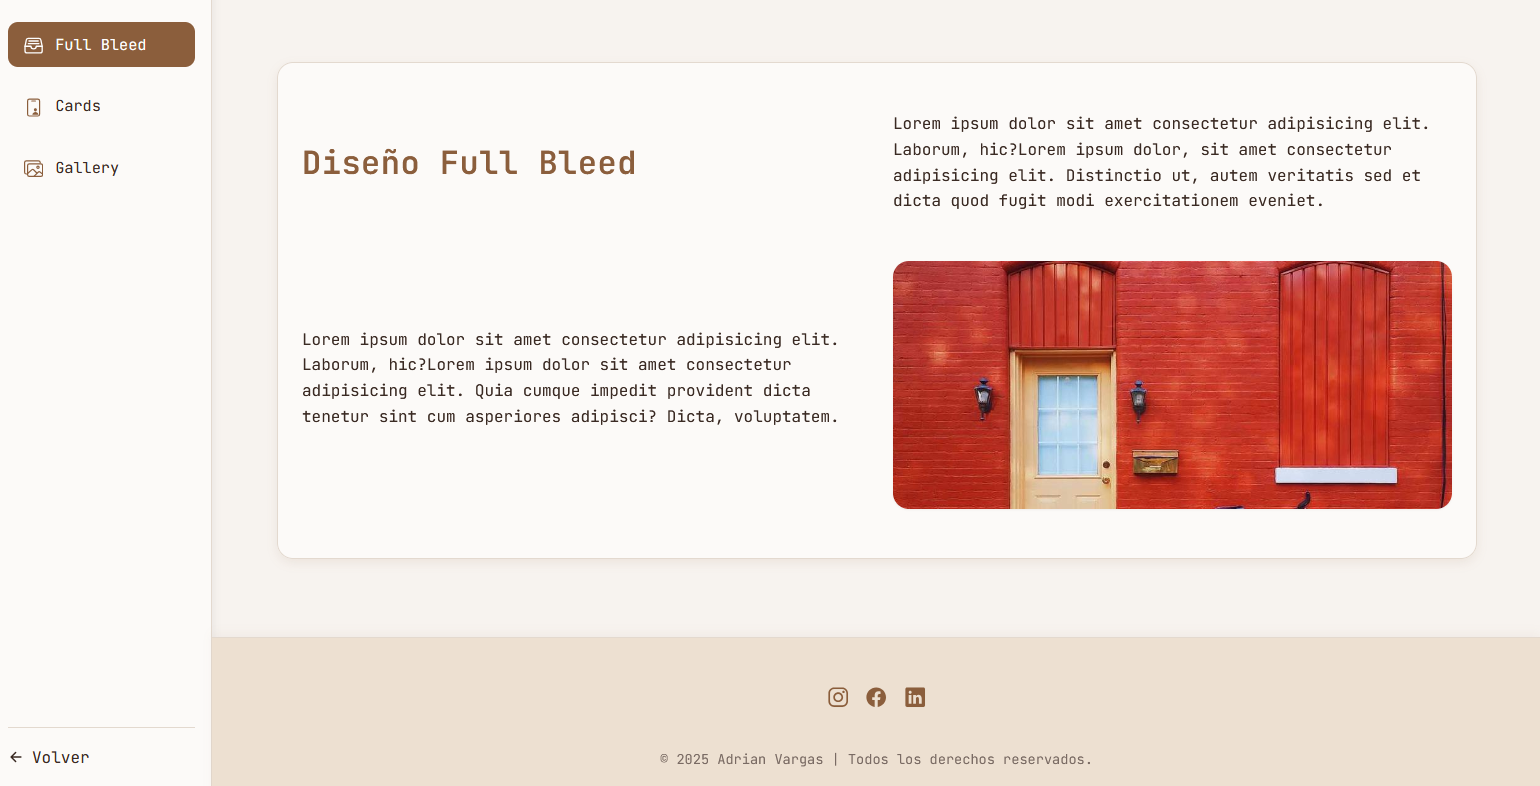 Full Bleed
Cards
Gallery
Volver
Diseño Full Bleed
Lorem ipsum dolor sit amet consectetur adipisicing elit.
Laborum, hic?Lorem ipsum dolor, sit amet consectetur
adipisicing elit. Distinctio ut, autem veritatis sed et
dicta quod fugit modi exercitationem eveniet.
Lorem ipsum dolor sit amet consectetur adipisicing elit.
Laborum, hic?Lorem ipsum dolor sit amet consectetur
adipisicing elit. Quia cumque impedit provident dicta
tenetur sint cum asperiores adipisci? Dicta, voluptatem.
© 2025 Adrian Vargas | Todos los derechos reservados.